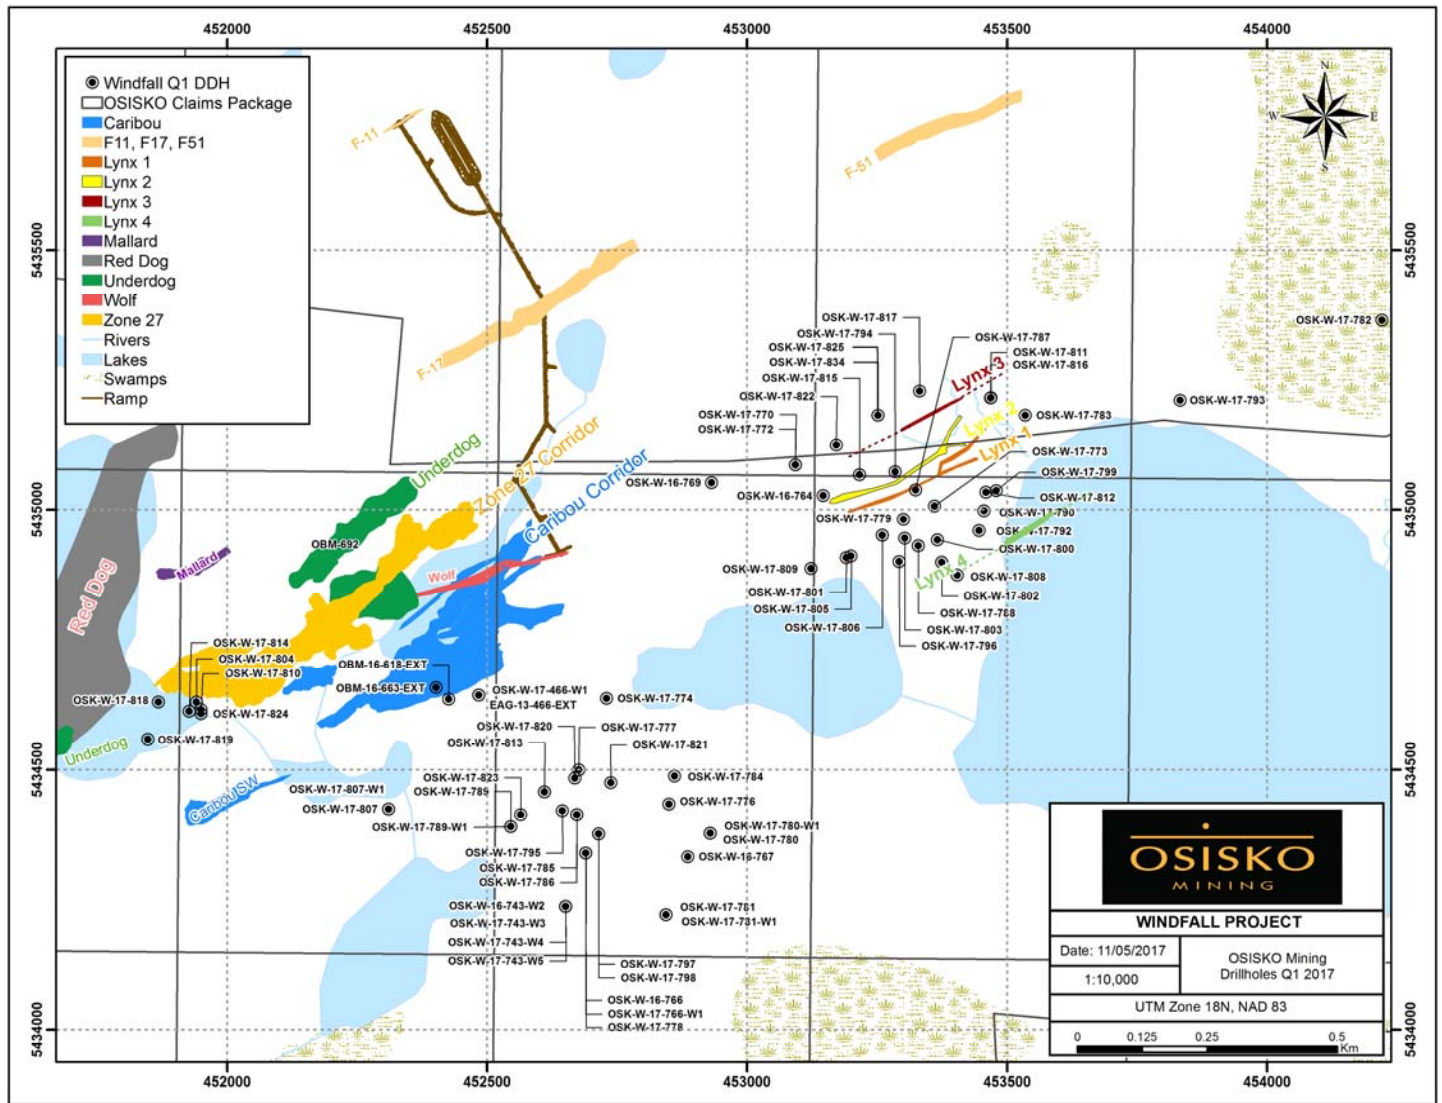 452000
452500
453000
453500
454000
Windfall Q1 DDH
OSISKO Claims Package
Caribou
F11, F17, F51
Lynx 1
Lynx 2
Lynx 3
Lynx 4
Mallard
Red Dog
Underdog
Wolf
Zone 27
Rivers
Lakes
Swamps
Ramp
F-11
F-51
F-17
N
W
E
S
5435500
5435500
OSK-W-17-782
OSK-W-17-817
OSK-W-17-794
OSK-W-17-825
OSK-W-17-834
OSK-W-17-815
OSK-W-17-822
OSK-W-17-770
OSK-W-17-772
OSK-W-17-787
OSK-W-17-811
OSK-W-17-816
Lynx 3
OSK-W-17-793
OSK-W-17-783
Lynx 2
Lynx 1
OSK-W-17-773
OSK-W-17-799
OSK-W-17-812
OSK-W-17-790
OSK-W-17-792
OSK-W-17-800
OSK-W-17-808
OSK-W-17-802
OSK-W-17-788
OSK-W-17-803
OSK-W-17-796
Lynx 4
OSK-W-16-769
OSK-W-16-764
OSK-W-17-779
OSK-W-17-809
OSK-W-17-801
OSK-W-17-805
OSK-W-17-806
5435000
5435000
Underdog
Zone 27 Corridor
Caribou Corridor
OBM-692
Mallard
Wolf
Red Dog
OSK-W-17-814
OSK-W-17-804
OSK-W-17-810
OSK-W-17-818
OSK-W-17-824
OSK-W-17-819
Underdog
OBM-16-618-EXT
OBM-16-663-EXT
OSK-W-17-466-W1
EAG-13-466-EXT
OSK-W-17-774
OSK-W-17-820
OSK-W-17-777
OSK-W-17-813
OSK-W-17-821
5434500
5434500
Caribou SW
OSK-W-17-807-W1
OSK-W-17-807
OSK-W-17-823
OSK-W-17-789
OSK-W-17-789-W1
OSK-W-17-784
OSK-W-17-776
OSK-W-17-780-W1
OSK-W-17-780
OSK-W-16-767
OSK-W-17-795
OSK-W-17-785
OSK-W-17-786
OSK-W-16-743-W2
OSK-W-17-743-W3
OSK-W-17-743-W4
OSK-W-17-743-W5
OSK-W-17-781
OSK-W-17-781-W1
OSK-W-17-797
OSK-W-17-798
OSK-W-16-766
OSK-W-17-766-W1
OSK-W-17-778
5434000
5434000
OSISKO
MINING
WINDFALL PROJECT
Date: 11/05/2017
1:10,000
OSISKO Mining
Drillholes Q1 2017
UTM Zone 18N, NAD 83
0
0.125
0.25
0.5
Km
452000
452500
453000
453500
454000